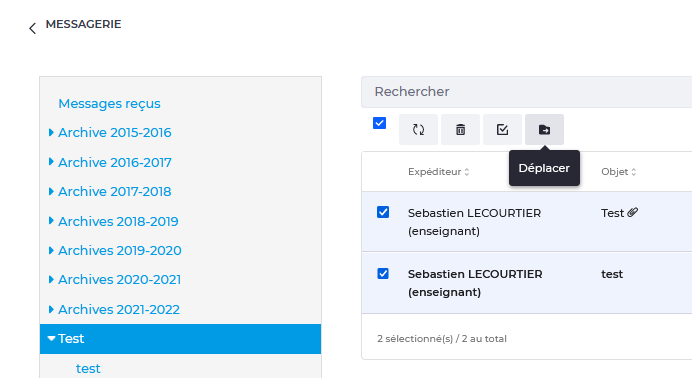 MESSAGERIE
Messages reçus
Archive 2015-2016
Archive 2016-2017
Archive 2017-2018
Archives 2018-2019
Archives 2019-2020
Archives 2020-2021
Archives 2021-2022
Test
test
Rechercher
Déplacer
Expéditeur
Objet
Sebastien LECOURTIER
(enseignant)
Test
Sebastien LECOURTIER
(enseignant)
test
2 sélectionné(s) / 2 au total